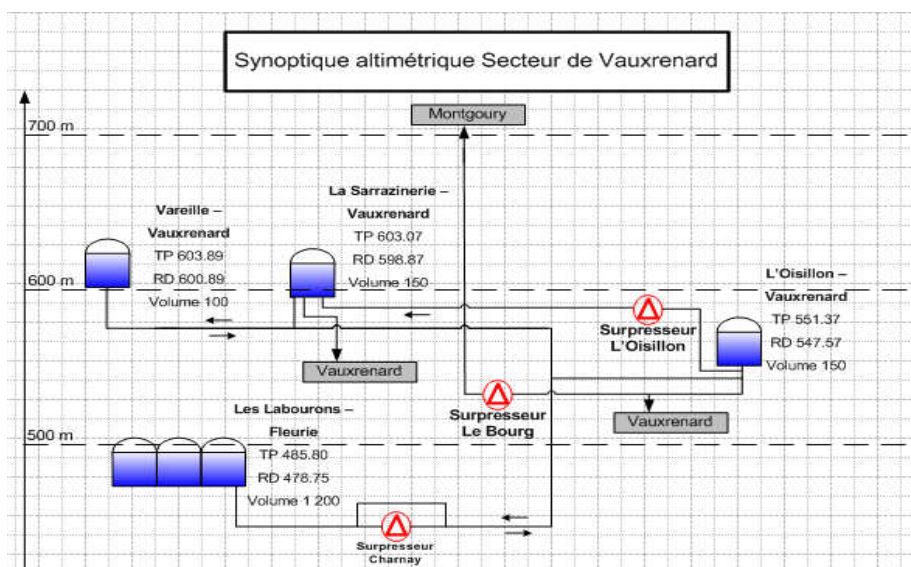 Synoptique altimétrique Secteur de Vauxrenard
Montgoury
700 m
La Sarrazinerie –
Vauxrenard
TP 603.07
RD 598.87
Volume 150
Vareille –
Vauxrenard
TP 603.89
RD 600.89
Volume 100
600 m
L'Oisillon –
Vauxrenard
TP 551.37
RD 547.57
Volume 150
Surpresseur
L'Oisillon
Vauxrenard
Surpresseur
Le Bourg
Vauxrenard
Les Labourons –
Fleurie
TP 485.80
RD 478.75
Volume 1 200
500 m
Surpresseur
Charnay